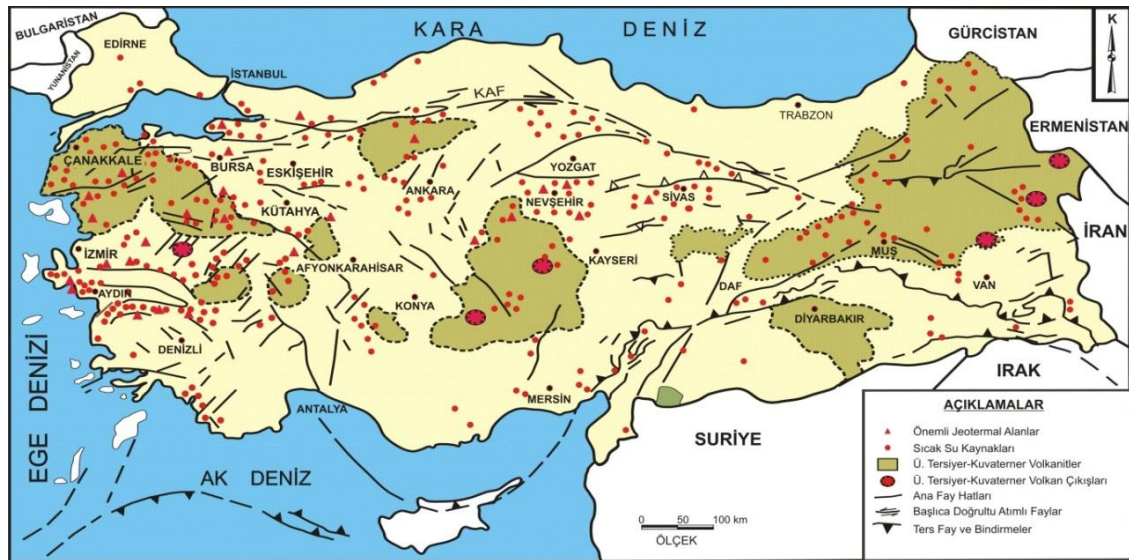 BULGARİSTAN
YUNANİSTAN
EDİRNE
İSTANBUL
KARA DENİZ
GÜRCİSTAN
K
KAF
TRABZON
ERMENİSTAN
ÇANAKKALE
BURSA
ESKİŞEHİR
ANKARA
YOZGAT
KÜTAHYA
NEVŞEHİR
SİVAS
İZMİR
AFYONKARAHİSAR
KAYSERİ
MUŞ
İRAN
AYDIN
KONYA
DAF
VAN
DİYARBAKIR
DENİZLİ
EGE DENİZİ
ANTALYA
MERSİN
IRAK
SURİYE
AK DENİZ
0 50 100 km
ÖLÇEK
AÇIKLAMALAR
Önemli Jeotermal Alanlar
Sıcak Su Kaynakları
Ü. Tersiyer-Kuvaterner Volkanitler
Ü. Tersiyer-Kuvaterner Volkan Çıkışları
Ana Fay Hatları
Başlıca Doğrultu Atımlı Faylar
Ters Fay ve Bindirmeler